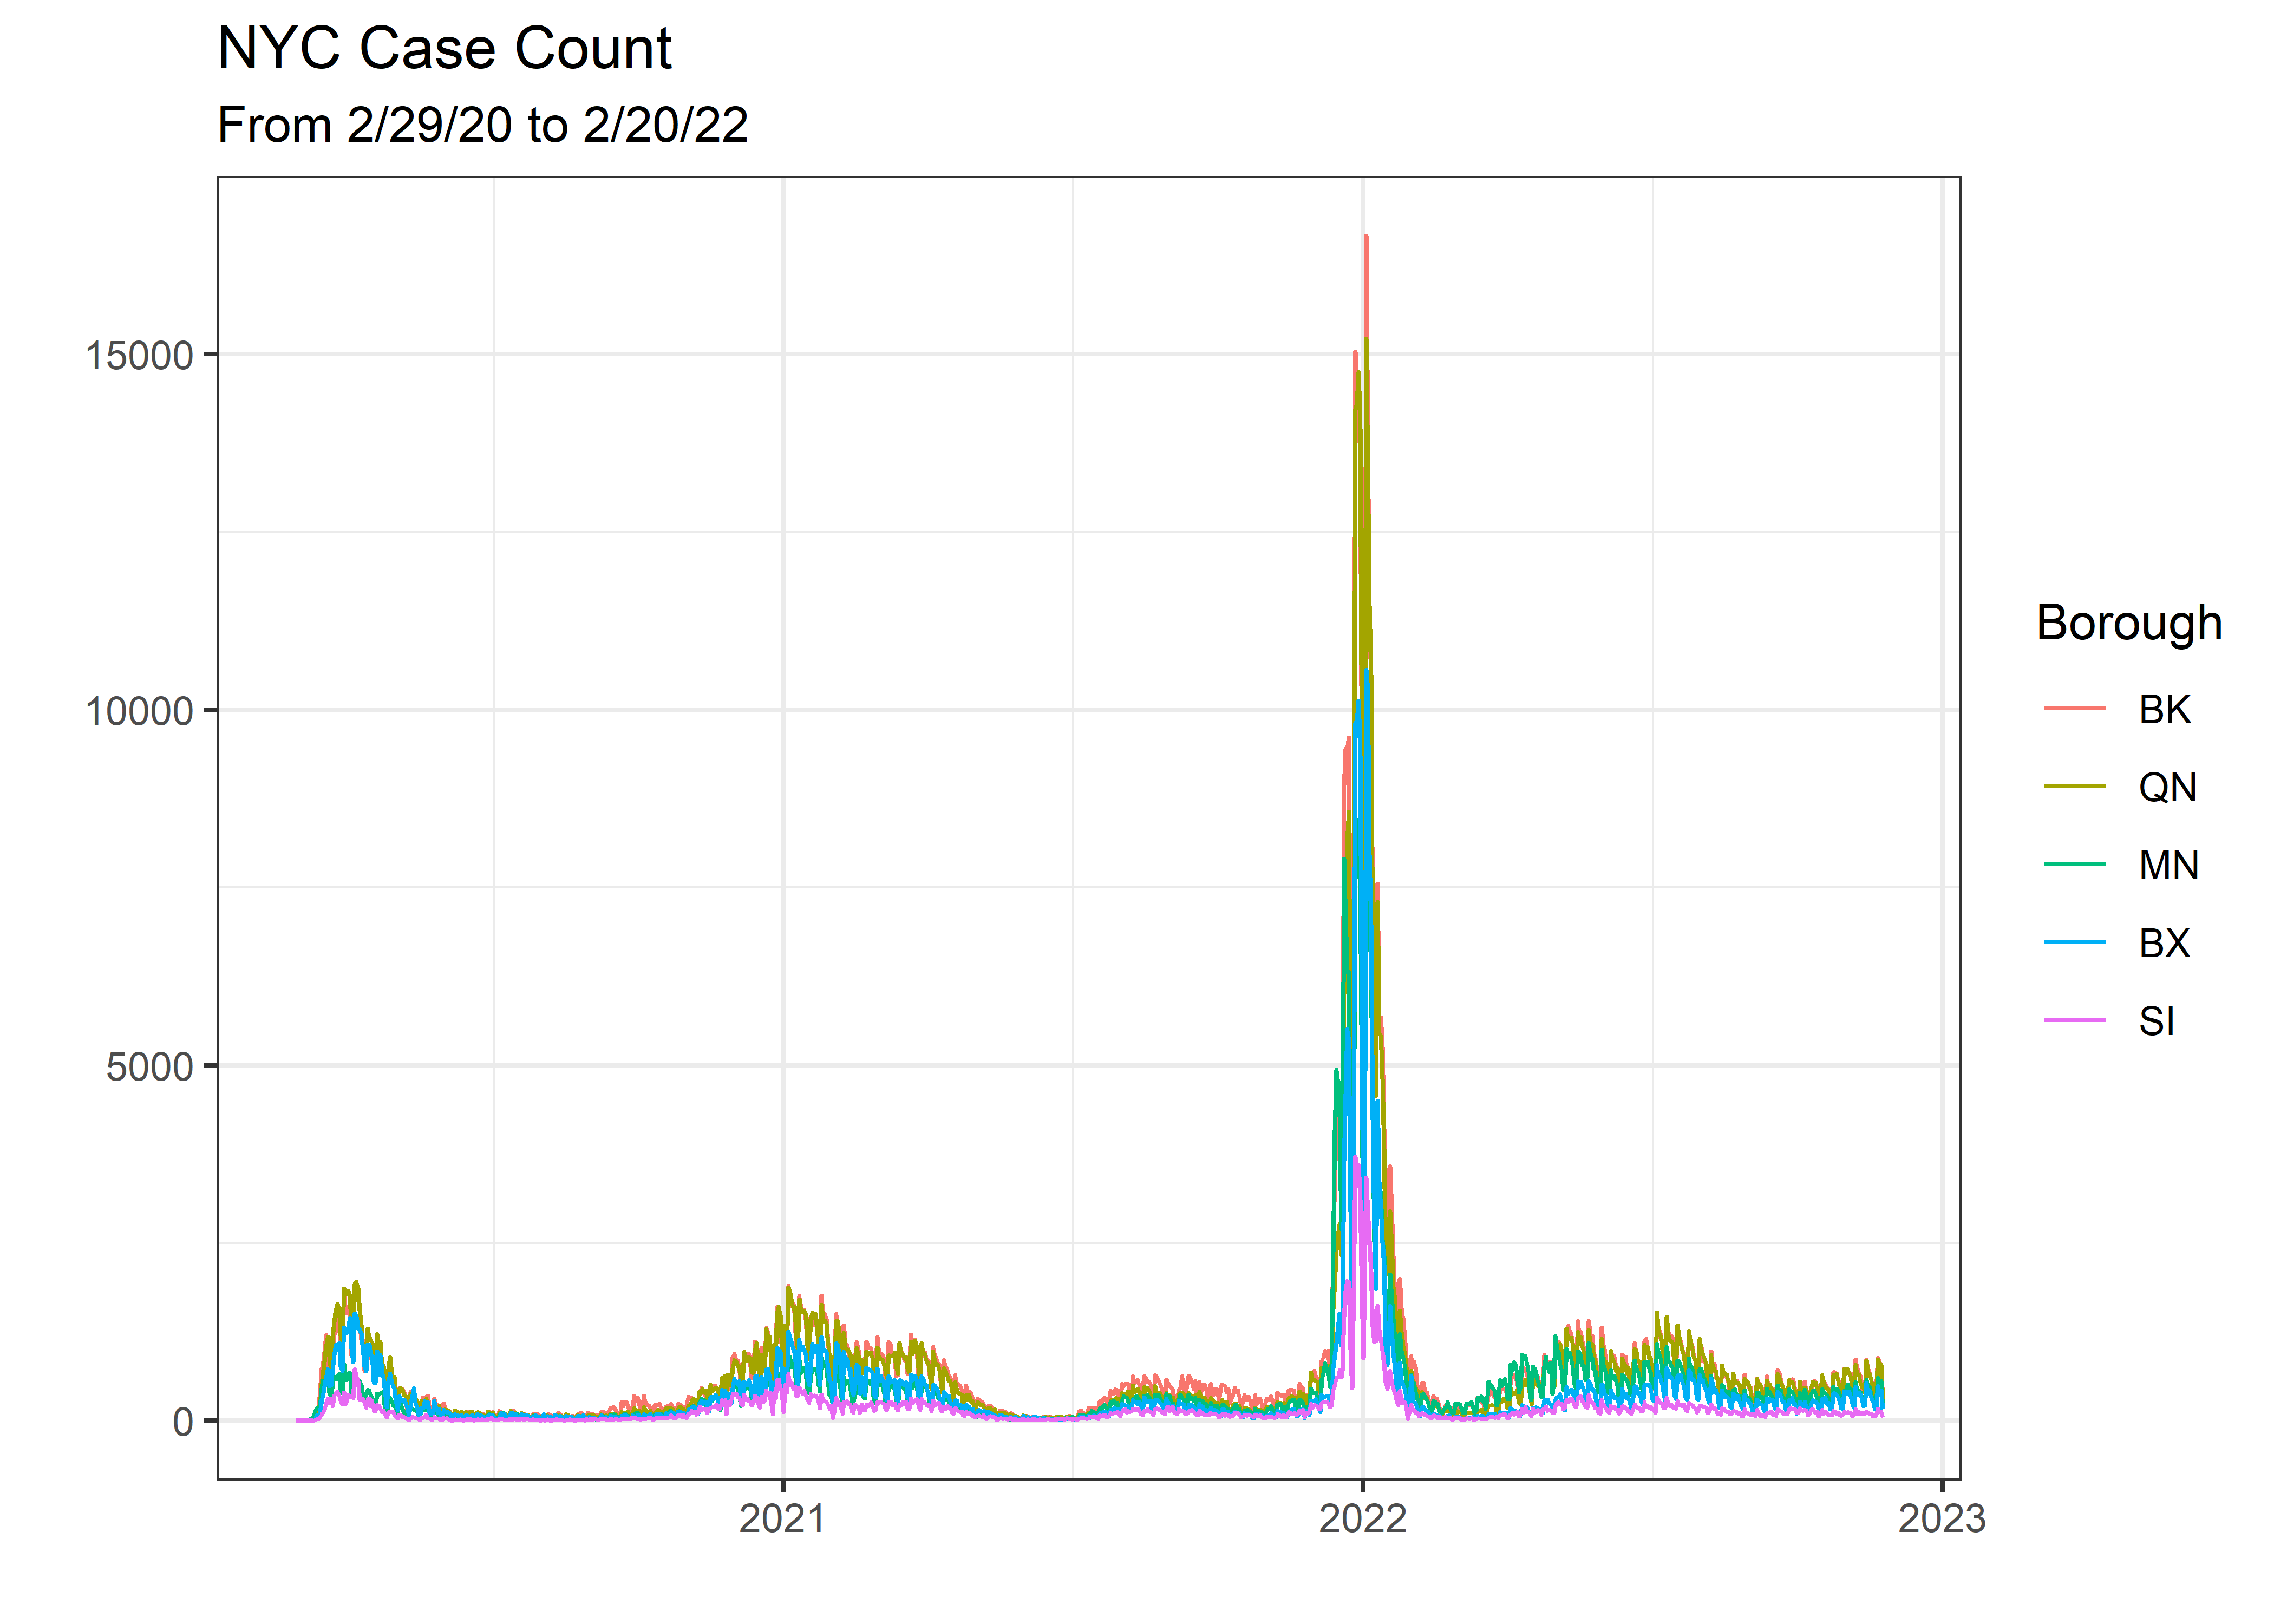 NYC Case Count
From 2/29/20 to 2/20/22
15000
10000
5000
0
2021
2022
2023
Borough
BK
QN
MN
BX
SI